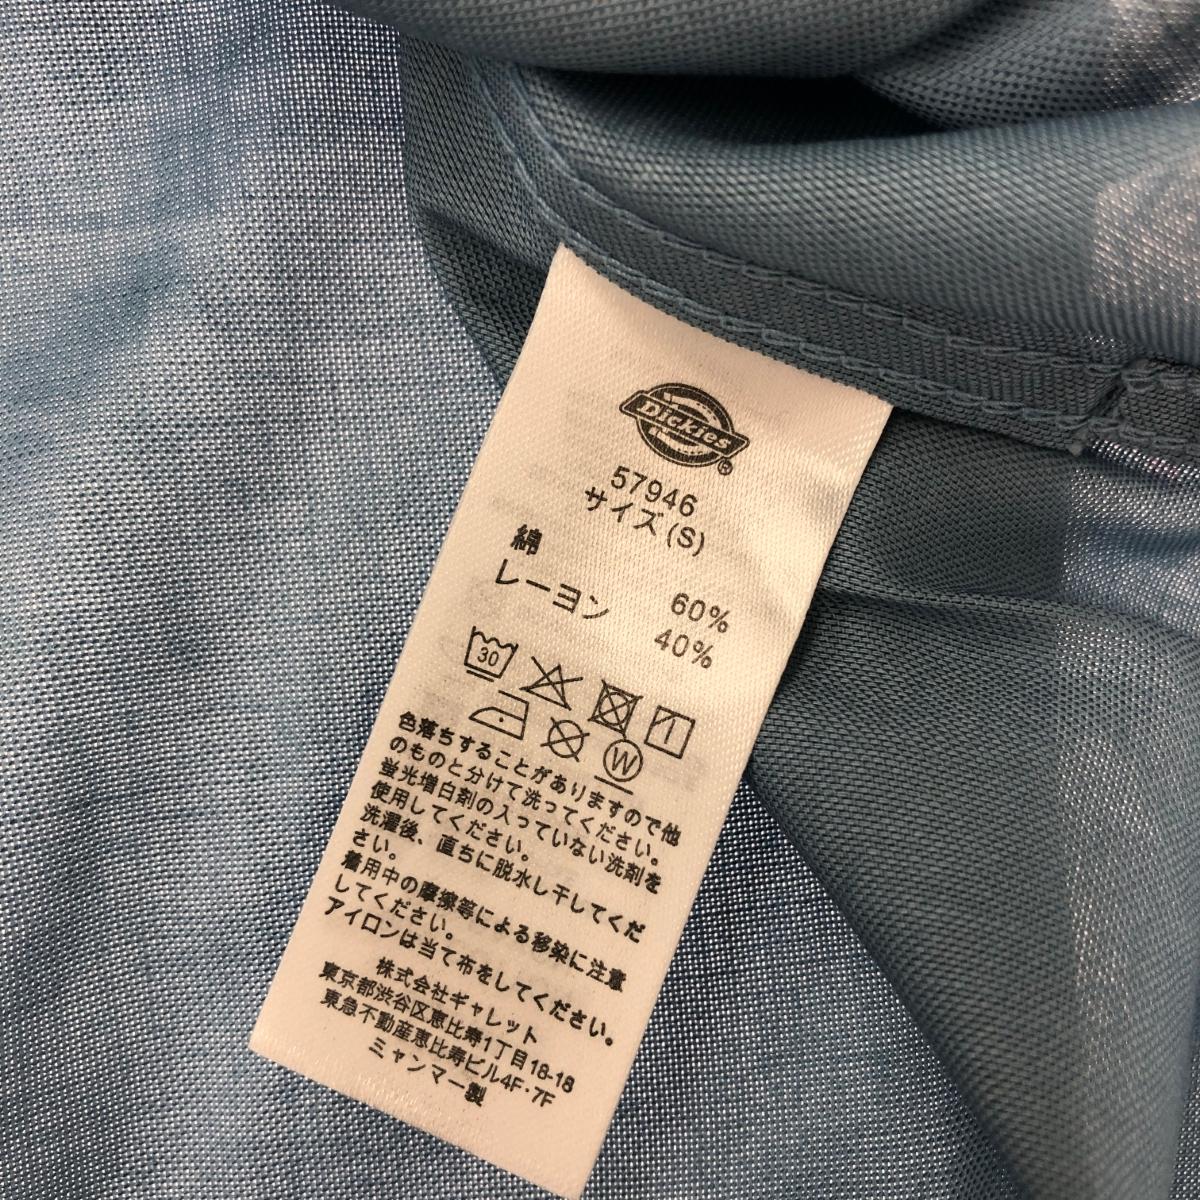 Dickies®
57946
サイズ(S)
綿 60%
レーヨン 40%
30
W
色落ちすることがありますので他
のものと分けて洗ってください。
蛍光増白剤の入っていない洗剤を
使用してください。
洗濯後、直ちに脱水し干してくだ
さい。
着用中の摩擦等による移染に注意
してください。
アイロンは当て布をしてください。
株式会社ギャレット
東京都渋谷区恵比寿1丁目18-18
東急不動産恵比寿ビル4F・7F
ミャンマー製